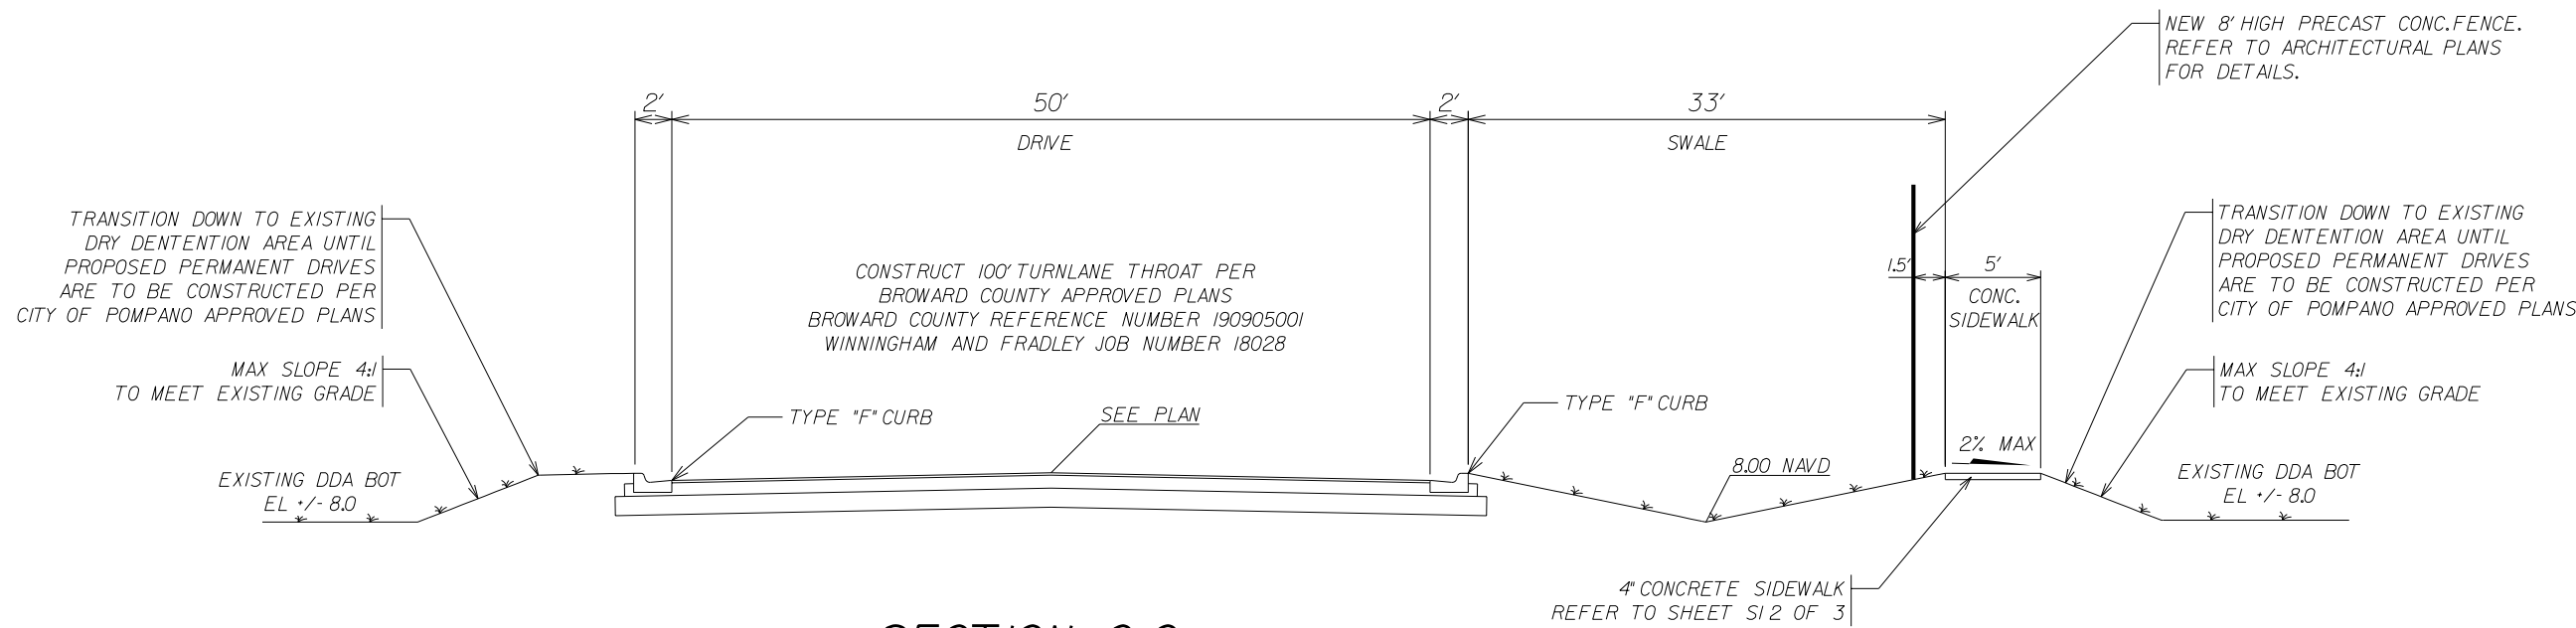 NEW 8' HIGH PRECAST CONC.FENCE.
REFER TO ARCHITECTURAL PLANS
FOR DETAILS.
2'
50'
2'
33'
DRIVE
SWALE
TRANSITION DOWN TO EXISTING
DRY DENTENTION AREA UNTIL
PROPOSED PERMANENT DRIVES
ARE TO BE CONSTRUCTED PER
CITY OF POMPANO APPROVED PLANS
CONSTRUCT 100' TURNLANE THROAT PER
BROWARD COUNTY APPROVED PLANS
BROWARD COUNTY REFERENCE NUMBER 190905001
WINNINGHAM AND FRADLEY JOB NUMBER 18028
1.5'
5'
CONC.
SIDEWALK
TRANSITION DOWN TO EXISTING
DRY DENTENTION AREA UNTIL
PROPOSED PERMANENT DRIVES
ARE TO BE CONSTRUCTED PER
CITY OF POMPANO APPROVED PLANS
MAX SLOPE 4:1
TO MEET EXISTING GRADE
MAX SLOPE 4:1
TO MEET EXISTING GRADE
TYPE "F" CURB
SEE PLAN
TYPE "F" CURB
EXISTING DDA BOT
EL +/- 8.0
8.00 NAVD
2% MAX
EXISTING DDA BOT
EL +/- 8.0
4" CONCRETE SIDEWALK
REFER TO SHEET S1 2 OF 3